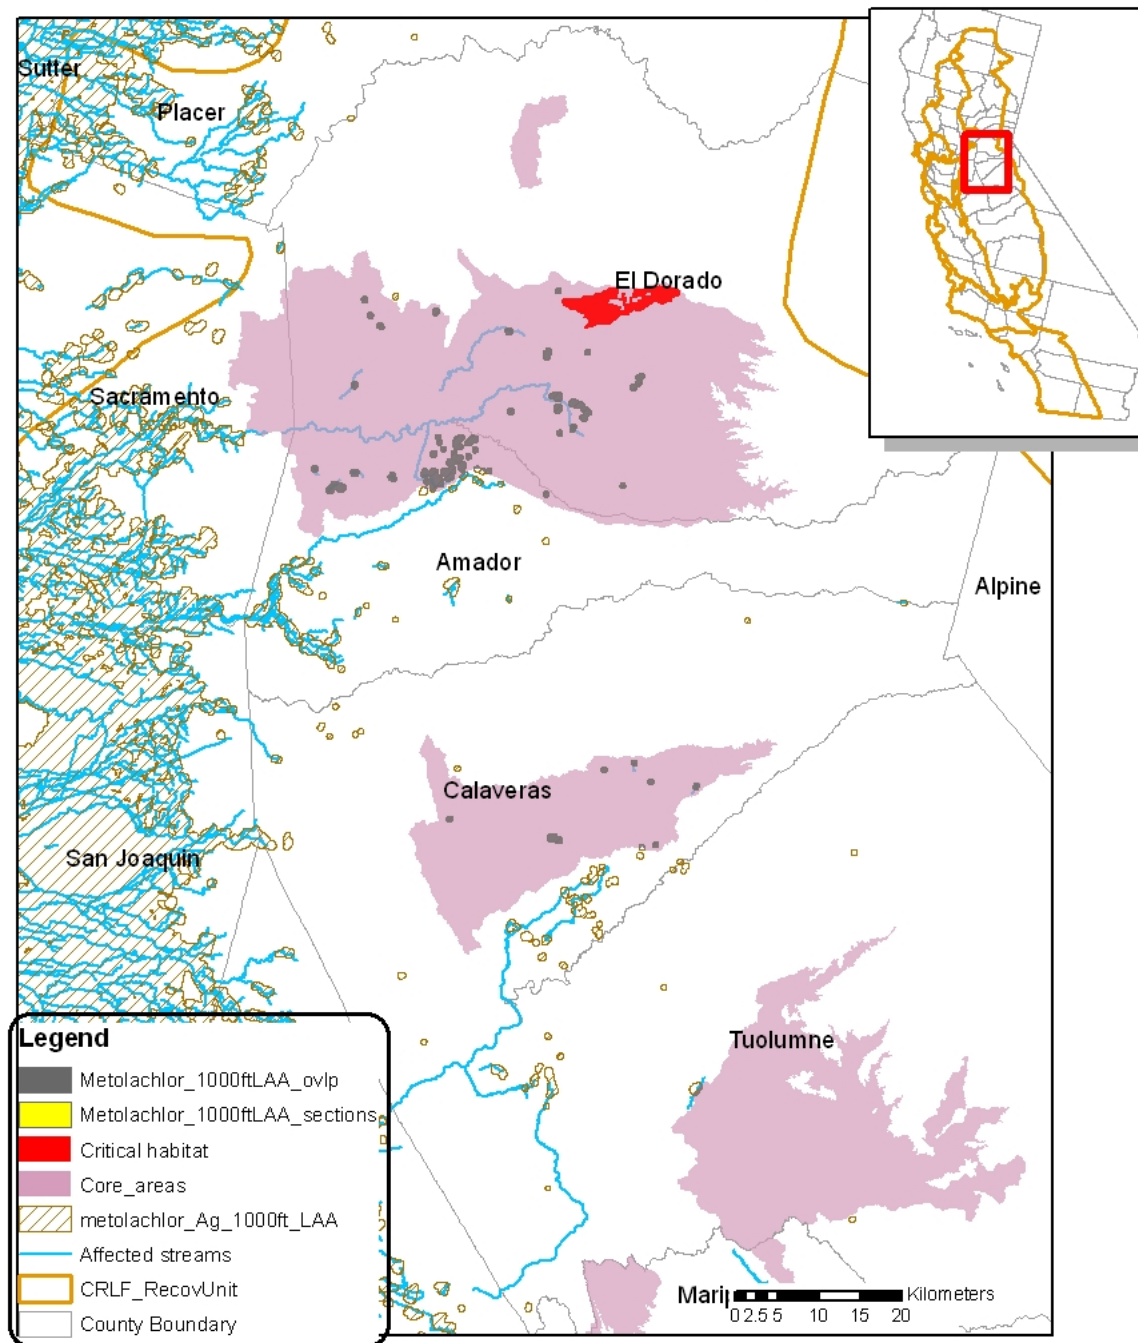 Sutter
Placer
El Dorado
Sacramento
Amador
Alpine
Calaveras
San Joaquin
Tuolumne
Legend
Metolachlor_1000ftLAA_ovlp
Metolachlor_1000ftLAA_sections
Critical habitat
Core_areas
metolachlor_Ag_1000ft_LAA
Affected streams
CRLF_RecovUnit
County Boundary
Marip
Kilometers
0 2.5 5 10 15 20